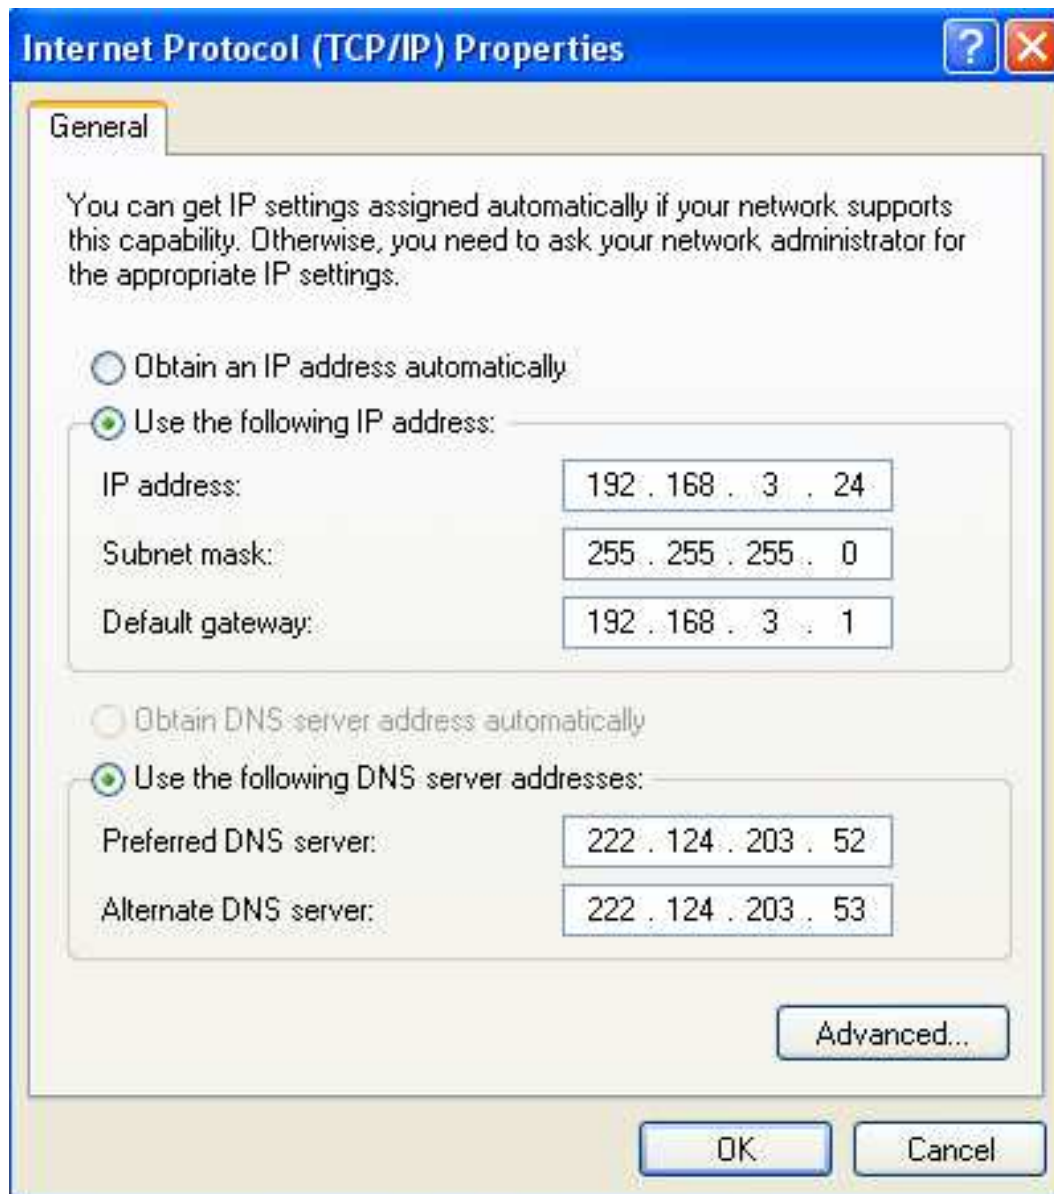 Internet Protocol (TCP/IP) Properties
General
You can get IP settings assigned automatically if your network supports
this capability. Otherwise, you need to ask your network administrator for
the appropriate IP settings.
Obtain an IP address automatically
Use the following IP address:
IP address: 192 . 168 . 3 . 24
Subnet mask: 255 . 255 . 255 . 0
Default gateway: 192 . 168 . 3 . 1
Obtain DNS server address automatically
Use the following DNS server addresses:
Preferred DNS server: 222 . 124 . 203 . 52
Alternate DNS server: 222 . 124 . 203 . 53
Advanced...
OK Cancel